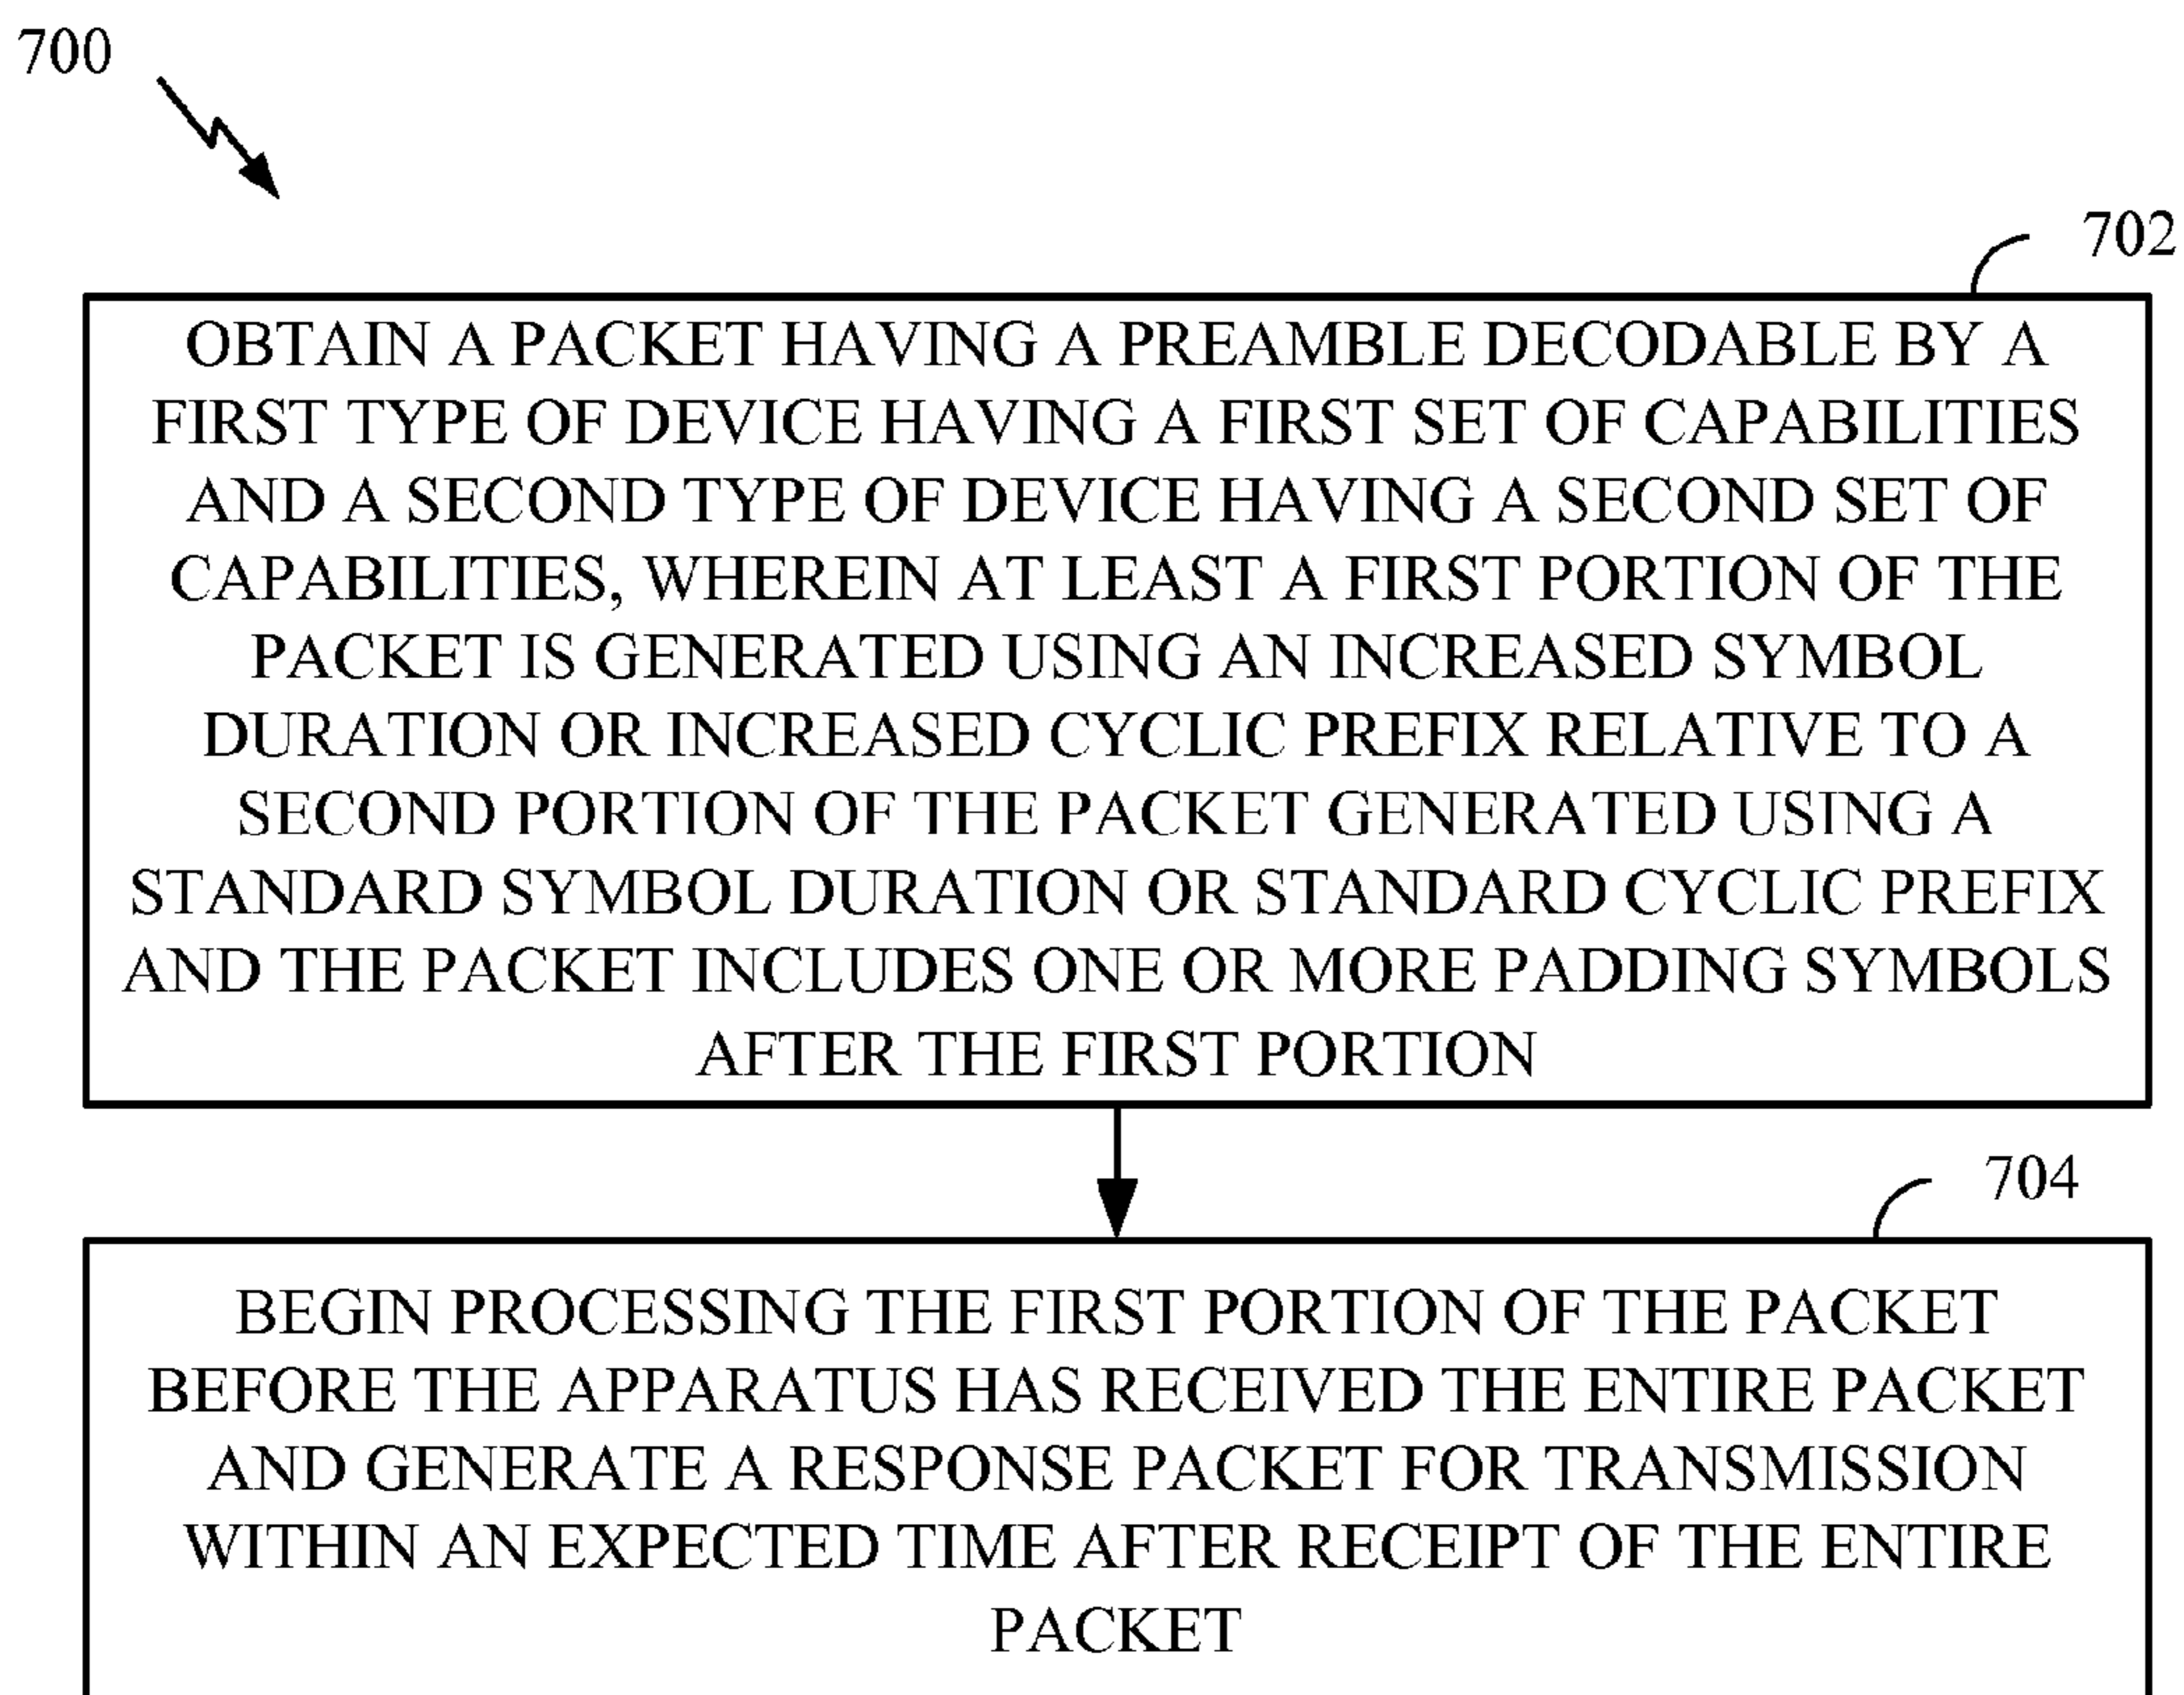 700
702
OBTAIN A PACKET HAVING A PREAMBLE DECODABLE BY A
FIRST TYPE OF DEVICE HAVING A FIRST SET OF CAPABILITIES
AND A SECOND TYPE OF DEVICE HAVING A SECOND SET OF
CAPABILITIES, WHEREIN AT LEAST A FIRST PORTION OF THE
PACKET IS GENERATED USING AN INCREASED SYMBOL
DURATION OR INCREASED CYCLIC PREFIX RELATIVE TO A
SECOND PORTION OF THE PACKET GENERATED USING A
STANDARD SYMBOL DURATION OR STANDARD CYCLIC PREFIX
AND THE PACKET INCLUDES ONE OR MORE PADDING SYMBOLS
AFTER THE FIRST PORTION
704
BEGIN PROCESSING THE FIRST PORTION OF THE PACKET
BEFORE THE APPARATUS HAS RECEIVED THE ENTIRE PACKET
AND GENERATE A RESPONSE PACKET FOR TRANSMISSION
WITHIN AN EXPECTED TIME AFTER RECEIPT OF THE ENTIRE
PACKET